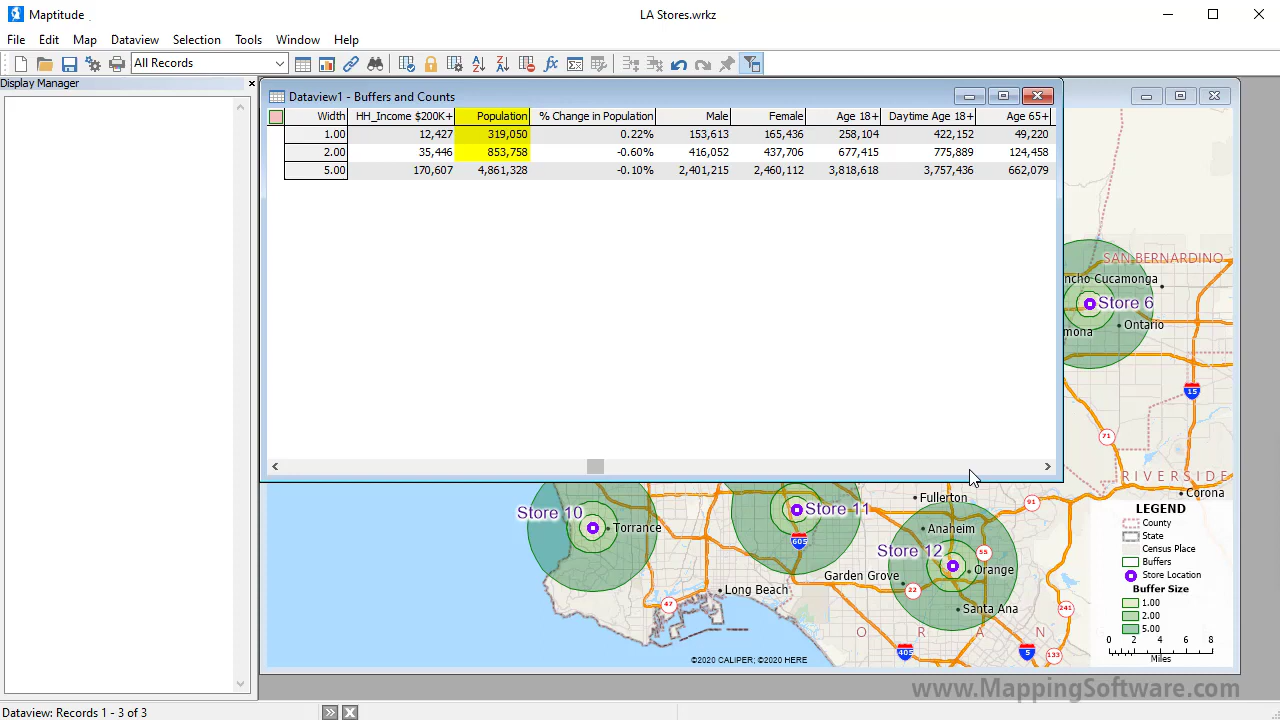 Maptitude
LA Stores.wrkz
File Edit Map Dataview Selection Tools Window Help
All Records
Display Manager
Dataview1 - Buffers and Counts
Width HH_Income $200K+ Population % Change in Population Male Female Age 18+ Daytime Age 18+ Age 65+
1.00 12,427 319,050 0.22% 153,613 165,436 258,104 422,152 49,220
2.00 35,446 853,758 -0.60% 416,052 437,706 677,415 775,889 124,458
5.00 170,607 4,861,328 -0.10% 2,401,215 2,460,112 3,818,618 3,757,436 662,079
SAN BERNARDINO
ncho Cucamonga
Store 6
Ontario
mona
15
71
RIVERSIDE
Corona
Fullerton
91
Store 10
Torrance
Store 11
605
Anaheim
Store 12
55
Orange
Garden Grove
22
Long Beach
47
Santa Ana
241
O R A N
405
5
133
©2020 CALIPER; ©2020 HERE
LEGEND
County
State
Census Place
Buffers
Store Location
Buffer Size
1.00
2.00
5.00
0 2 4 6 8
Miles
www.MappingSoftware.com
Dataview: Records 1 - 3 of 3